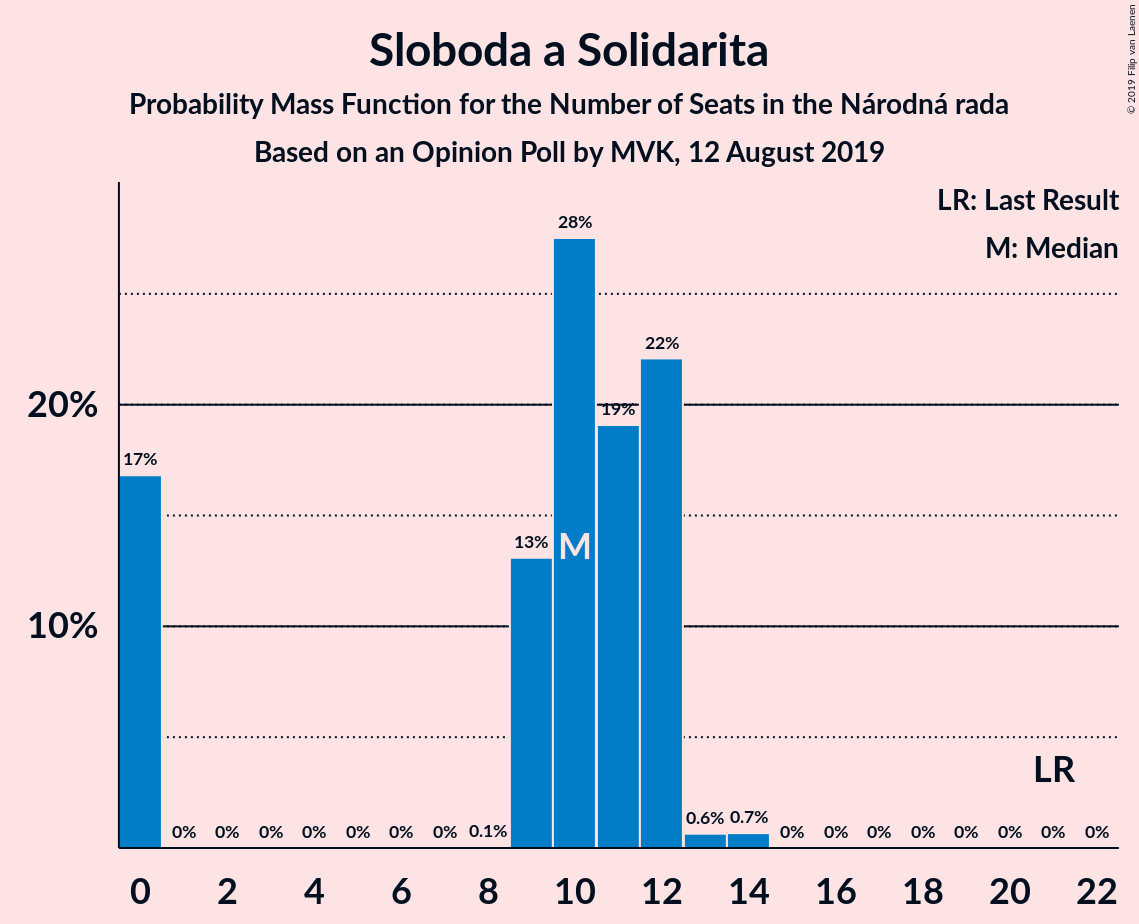 Sloboda a Solidarita
Probability Mass Function for the Number of Seats in the Národná rada
Based on an Opinion Poll by MVK, 12 August 2019
© 2019 Filip van Laenen
LR: Last Result
M: Median
28%
22%
20%
19%
17%
13%
M
10%
LR
0% 0% 0% 0% 0% 0% 0% 0.1% 0.6% 0.7% 0% 0% 0% 0% 0% 0% 0% 0%
0 2 4 6 8 10 12 14 16 18 20 22